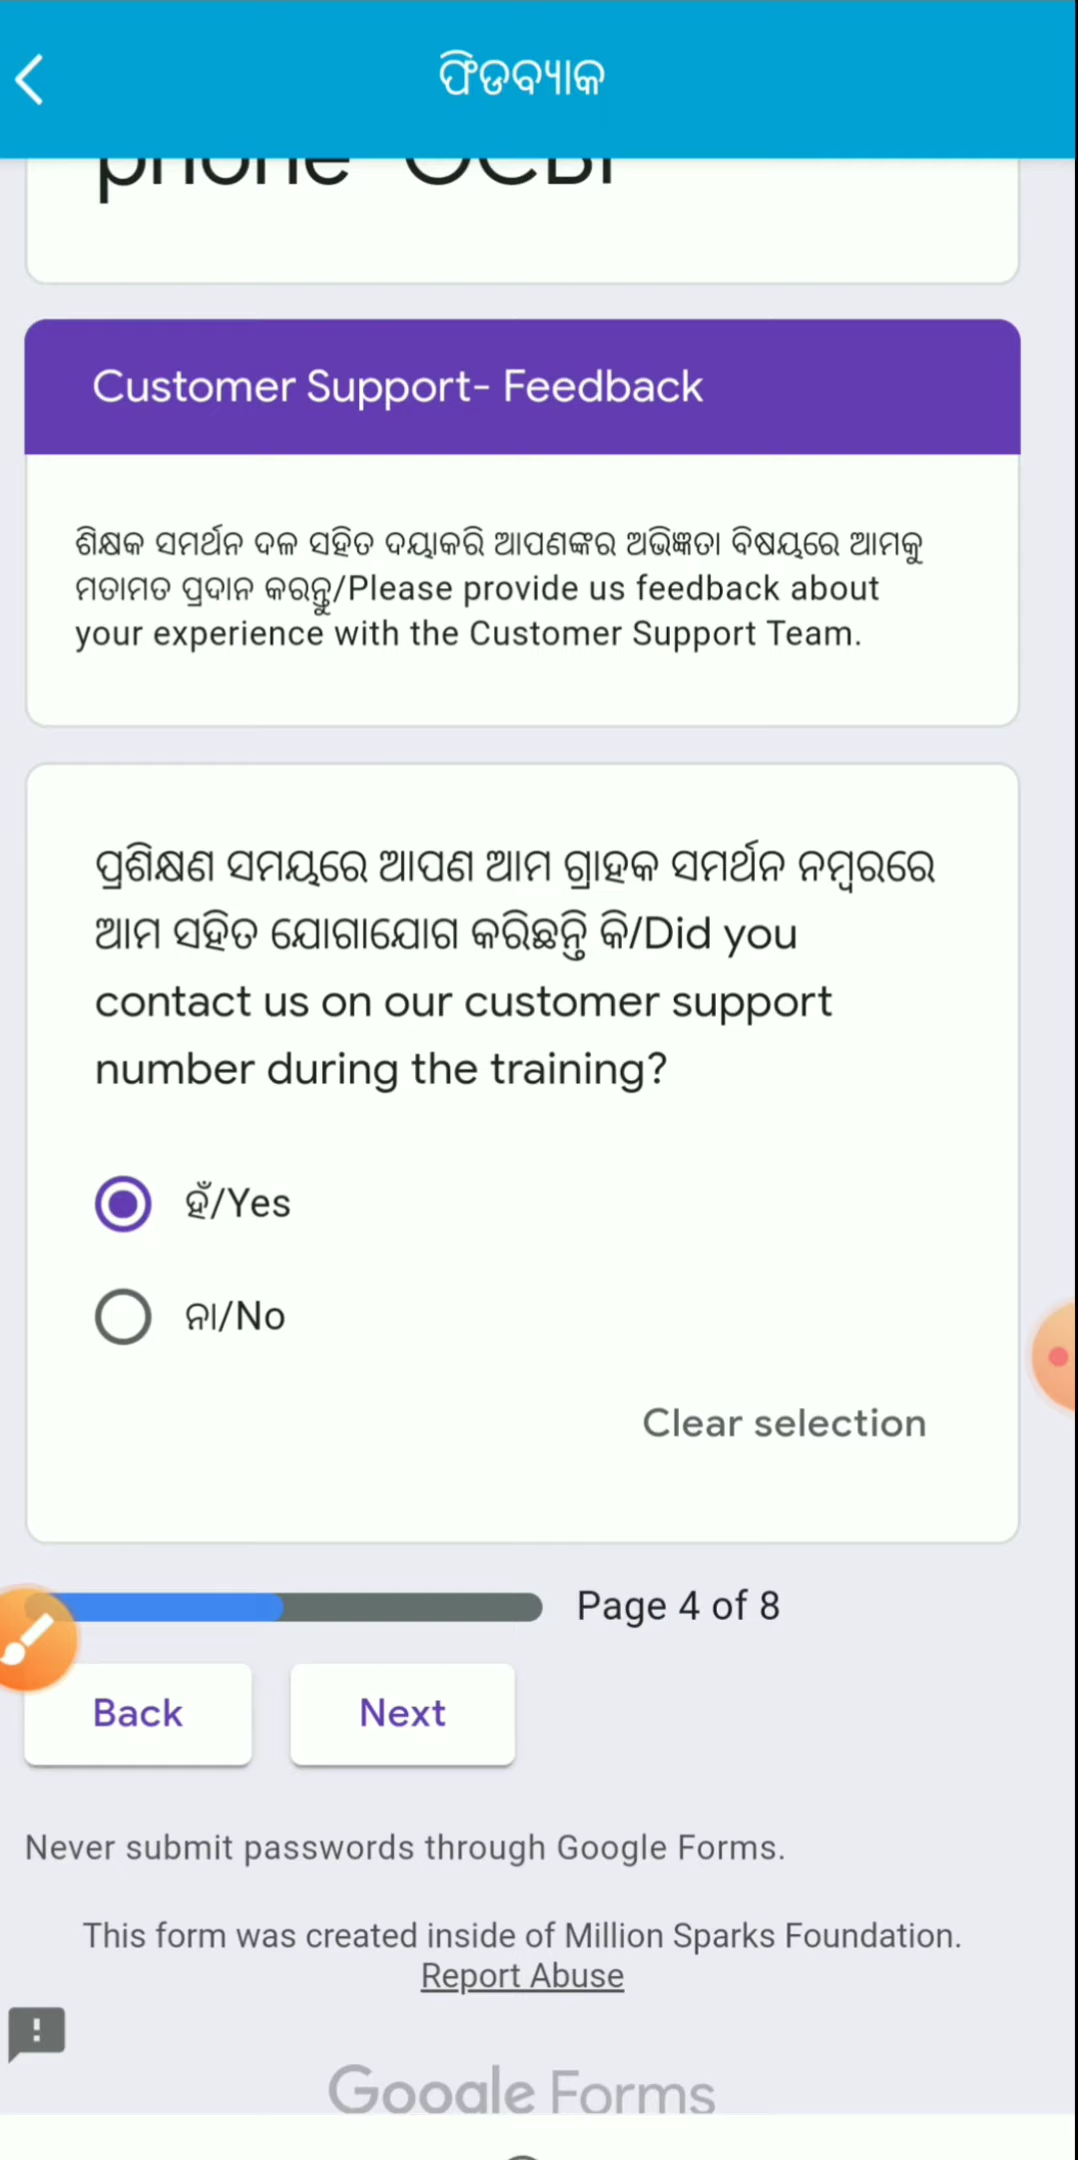 ଫିଡବ୍ୟାକ
phone
Customer Support- Feedback
ଶିକ୍ଷକ ସମର୍ଥନ ଦଳ ସହିତ ଦୟାକରି ଆପଣଙ୍କର ଅଭିଜ୍ଞତା ବିଷୟରେ ଆମକୁ
ମତାମତ ପ୍ରଦାନ କରନ୍ତୁ/Please provide us feedback about
your experience with the Customer Support Team.
ପ୍ରଶିକ୍ଷଣ ସମୟରେ ଆପଣ ଆମ ଗ୍ରାହକ ସମର୍ଥନ ନମ୍ବରରେ
ଆମ ସହିତ ଯୋଗାଯୋଗ କରିଛନ୍ତି କି/Did you
contact us on our customer support
number during the training?
ହଁ/Yes
ନା/No
Clear selection
Page 4 of 8
Back
Next
Never submit passwords through Google Forms.
This form was created inside of Million Sparks Foundation.
Report Abuse
Google Forms